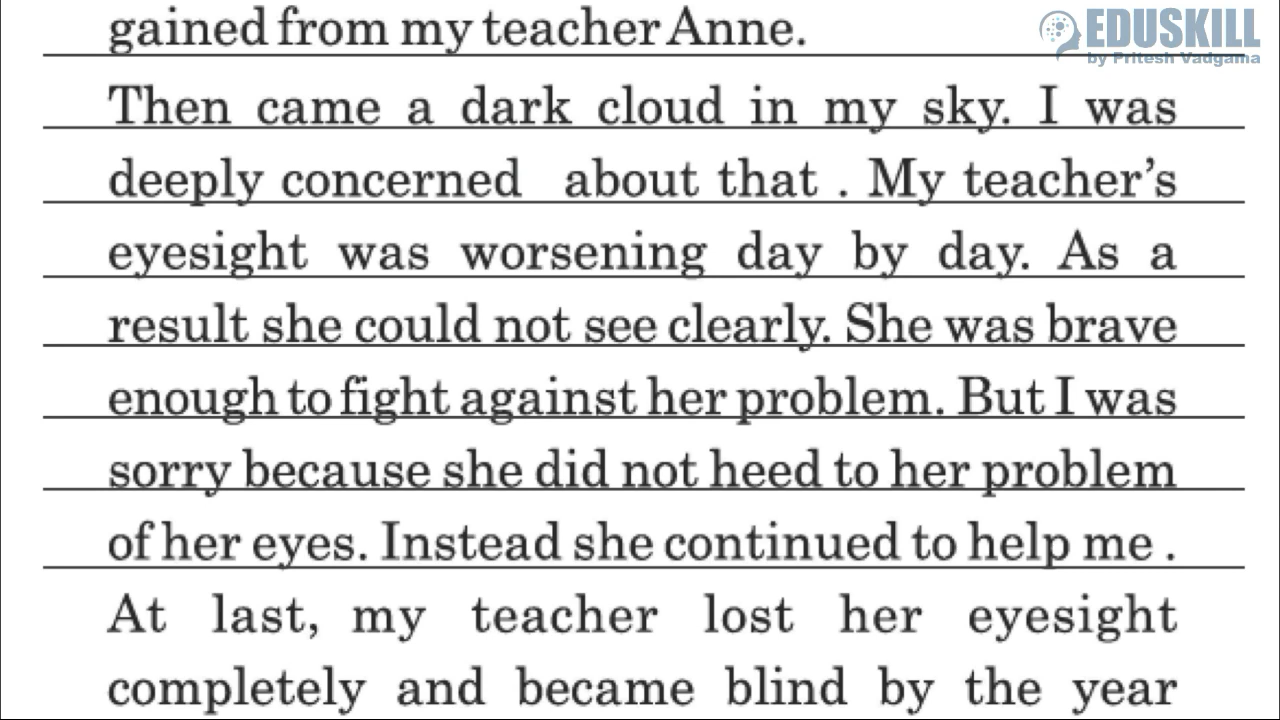 gained from my teacher Anne.
EDUSKILL
by Pritesh Vadgama
Then came a dark cloud in my sky. I was
deeply concerned about that . My teacher’s
eyesight was worsening day by day. As a
result she could not see clearly. She was brave
enough to fight against her problem. But I was
sorry because she did not heed to her problem
of her eyes. Instead she continued to help me .
At last, my teacher lost her eyesight
completely and became blind by the year